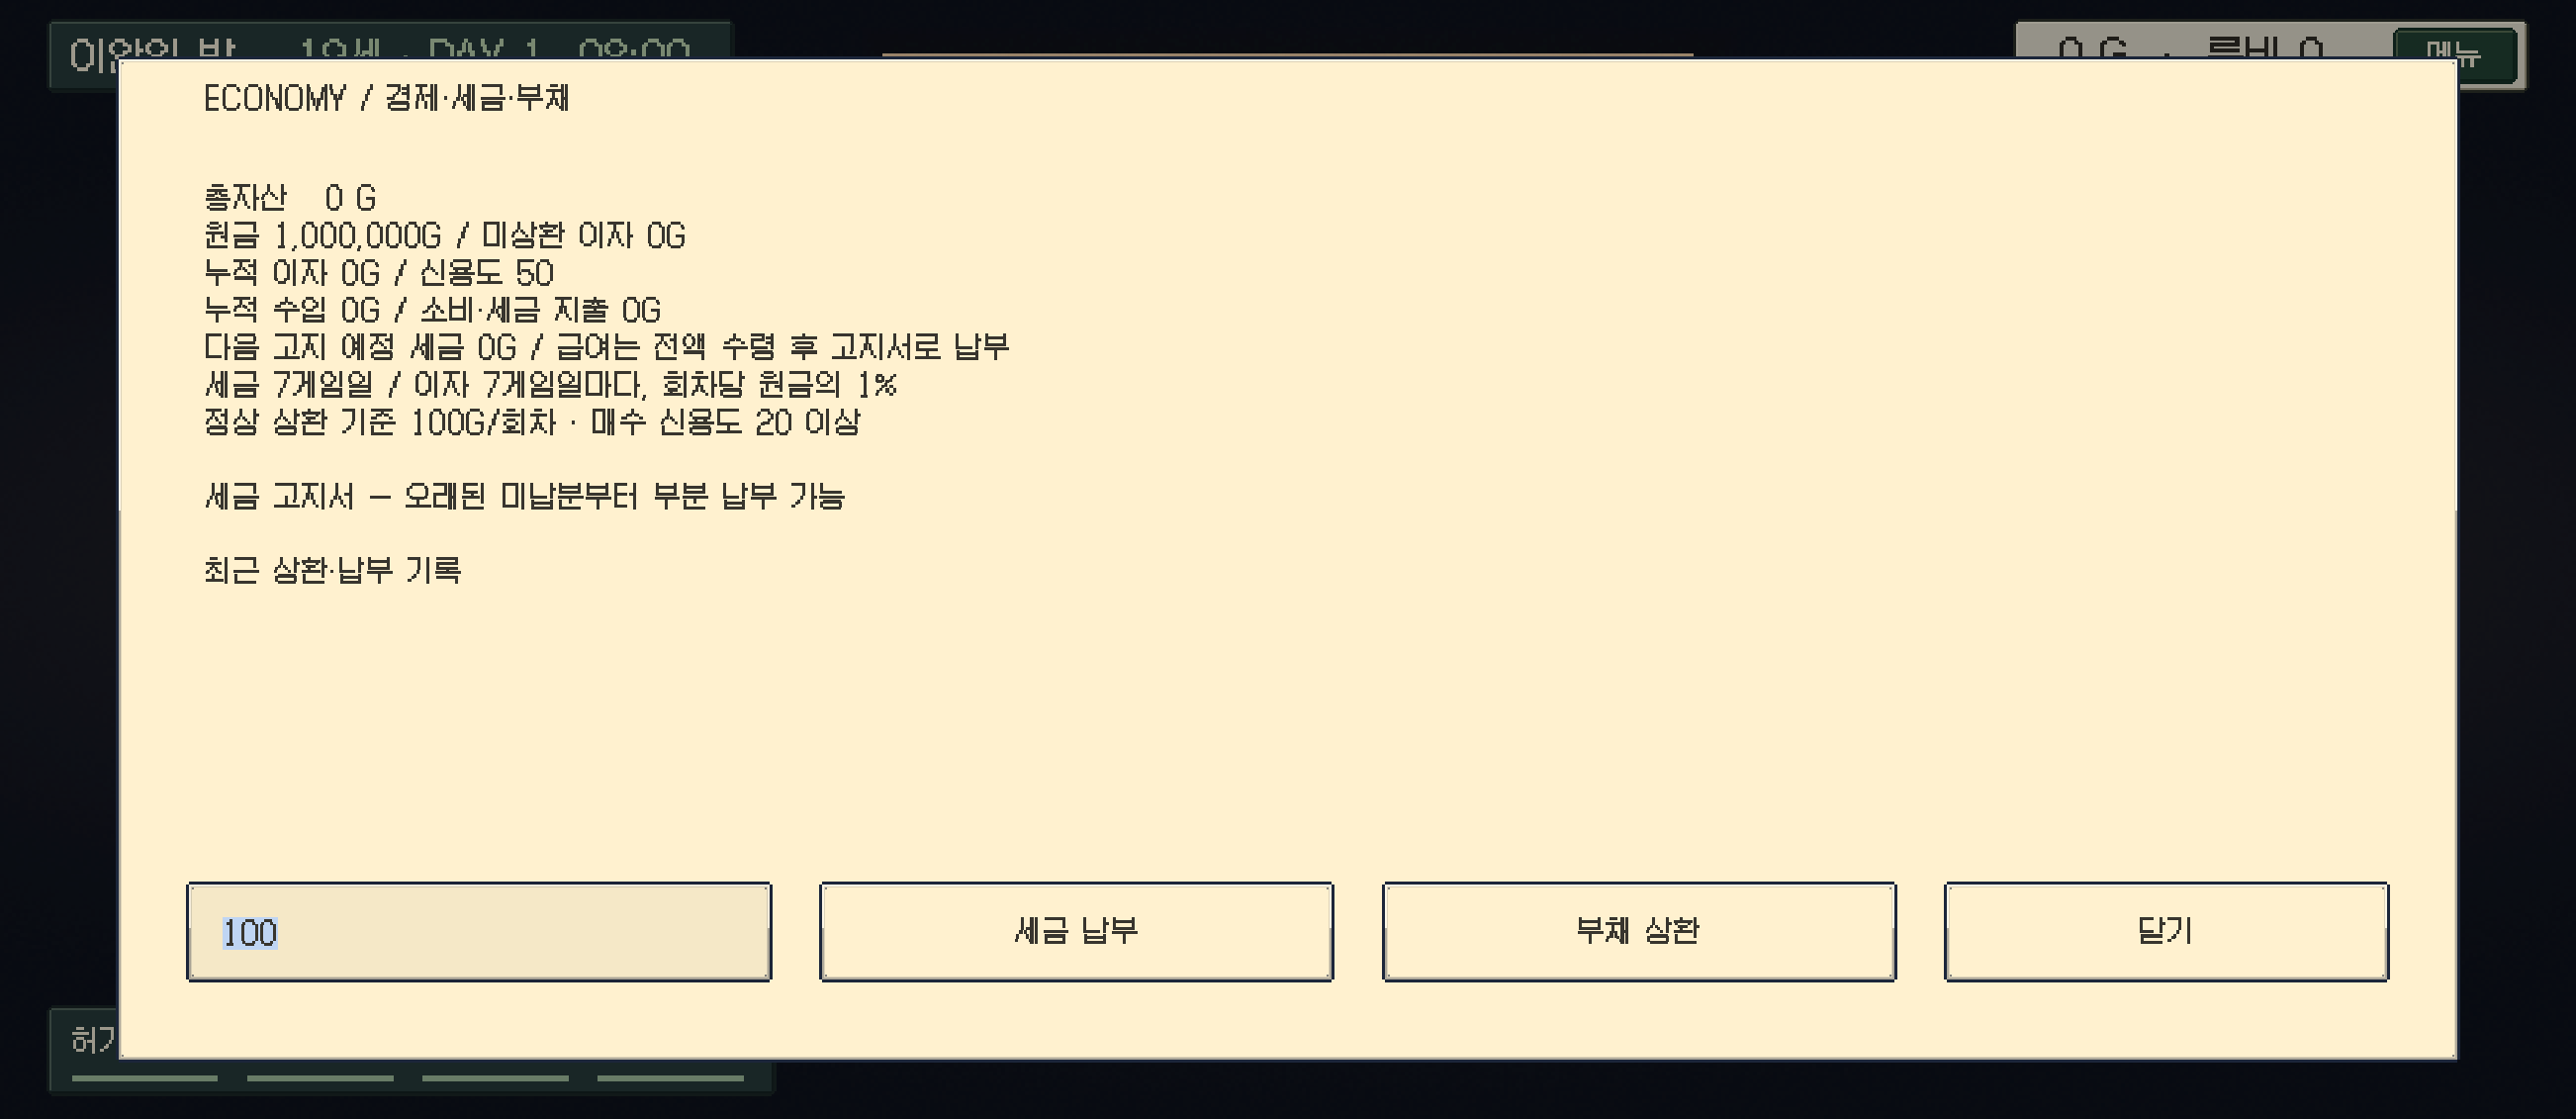 DAY 1
메뉴
ECONOMY / 경제·세금·부채
총자산 0 G
원금 1,000,000G / 미상환 이자 0G
누적 이자 0G / 신용도 50
누적 수입 0G / 소비·세금 지출 0G
다음 고지 예정 세금 0G / 급여는 전액 수령 후 고지서로 납부
세금 7게임일 / 이자 7게임일마다, 회차당 원금의 1%
정상 상환 기준 100G/회차 · 매수 신용도 20 이상
세금 고지서 — 오래된 미납분부터 부분 납부 가능
최근 상환·납부 기록
100
세금 납부
부채 상환
닫기